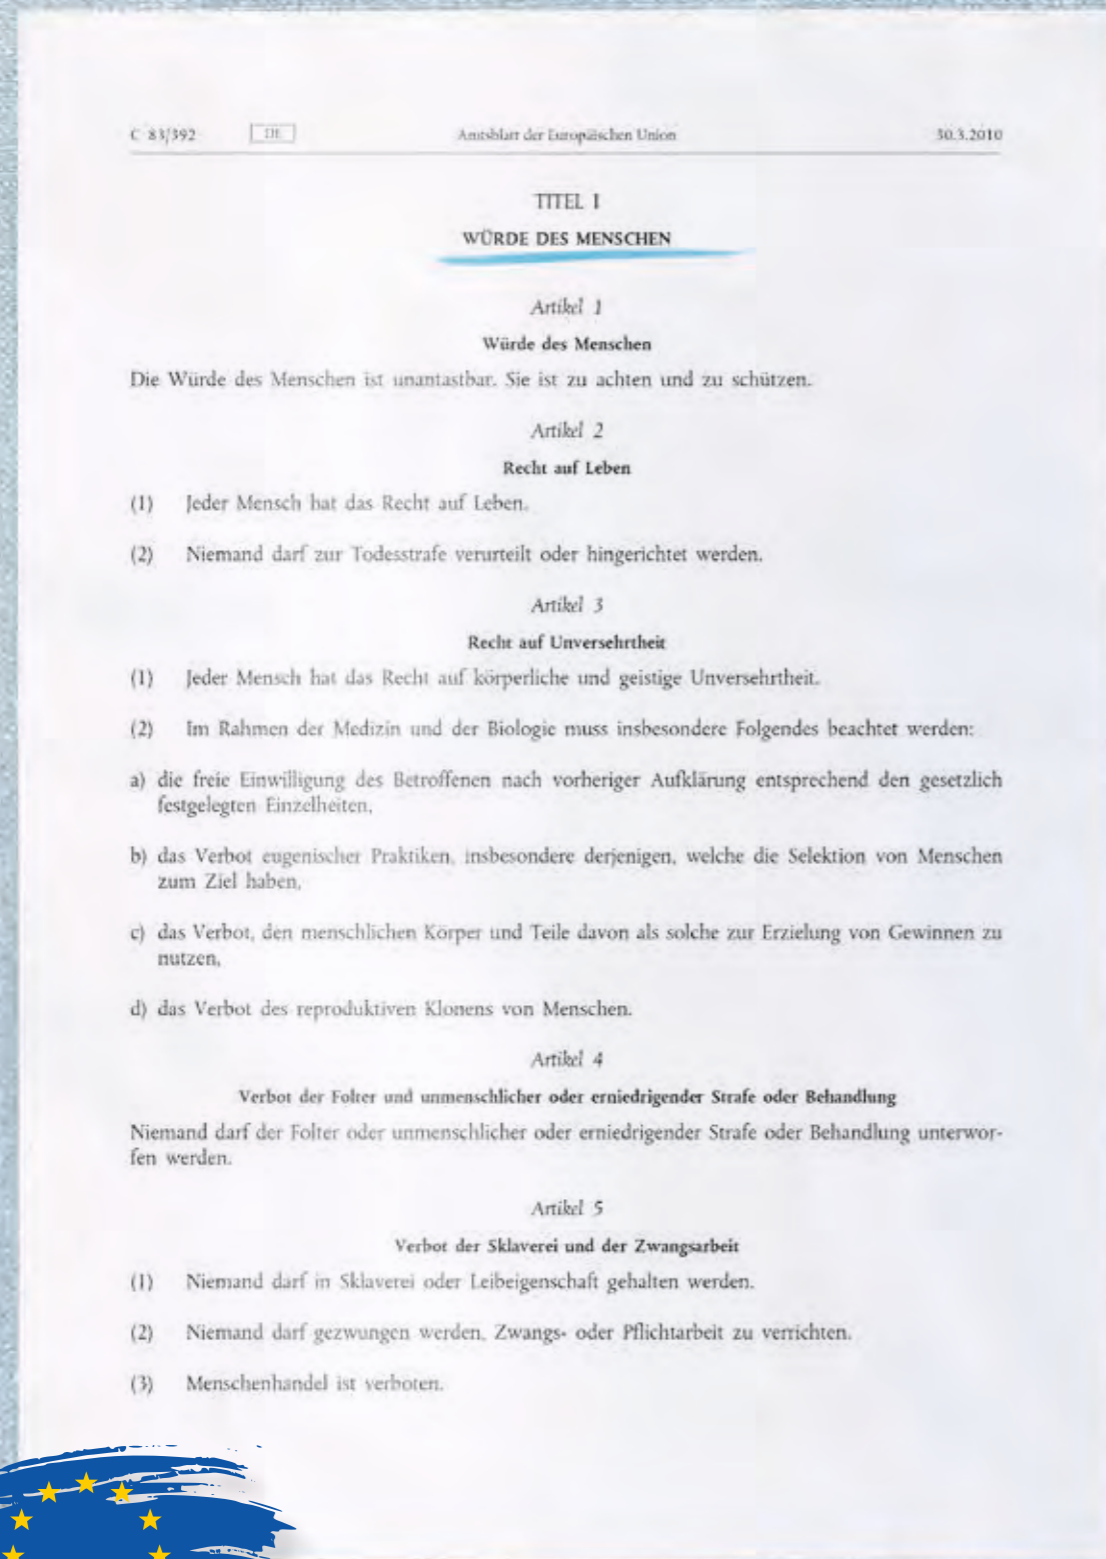 C 83/392 DE Amtsblatt der Europäischen Union 30.3.2010
TITEL I
WÜRDE DES MENSCHEN
Artikel 1
Würde des Menschen
Die Würde des Menschen ist unantastbar. Sie ist zu achten und zu schützen.
Artikel 2
Recht auf Leben
(1) Jeder Mensch hat das Recht auf Leben.
(2) Niemand darf zur Todesstrafe verurteilt oder hingerichtet werden.
Artikel 3
Recht auf Unversehrtheit
(1) Jeder Mensch hat das Recht auf körperliche und geistige Unversehrtheit.
(2) Im Rahmen der Medizin und der Biologie muss insbesondere Folgendes beachtet werden:
a) die freie Einwilligung des Betroffenen nach vorheriger Aufklärung entsprechend den gesetzlich
festgelegten Einzelheiten,
b) das Verbot eugenischer Praktiken, insbesondere derjenigen, welche die Selektion von Menschen
zum Ziel haben,
c) das Verbot, den menschlichen Körper und Teile davon als solche zur Erzielung von Gewinnen zu
nutzen,
d) das Verbot des reproduktiven Klonens von Menschen.
Artikel 4
Verbot der Folter und unmenschlicher oder erniedrigender Strafe oder Behandlung
Niemand darf der Folter oder unmenschlicher oder erniedrigender Strafe oder Behandlung unterwor-
fen werden.
Artikel 5
Verbot der Sklaverei und der Zwangsarbeit
(1) Niemand darf in Sklaverei oder Leibeigenschaft gehalten werden.
(2) Niemand darf gezwungen werden, Zwangs- oder Pflichtarbeit zu verrichten.
(3) Menschenhandel ist verboten.